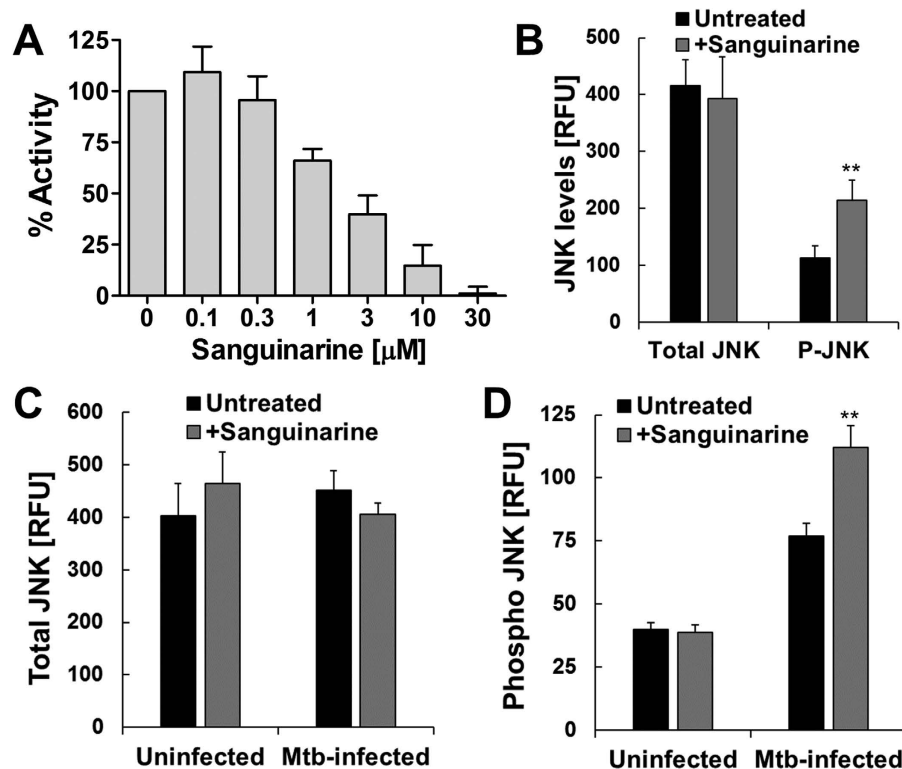 A
% Activity
125
100
75
50
25
0
0 0.1 0.3 1 3 10 30
Sanguinarine [μM]
B
Untreated
+Sanguinarine
JNK levels [RFU]
500
400
300
200
100
0
**
Total JNK P-JNK
C
Untreated
+Sanguinarine
Total JNK [RFU]
600
500
400
300
200
100
0
Uninfected Mtb-infected
D
Untreated
+Sanguinarine
Phospho JNK [RFU]
125
100
75
50
25
0
**
Uninfected Mtb-infected